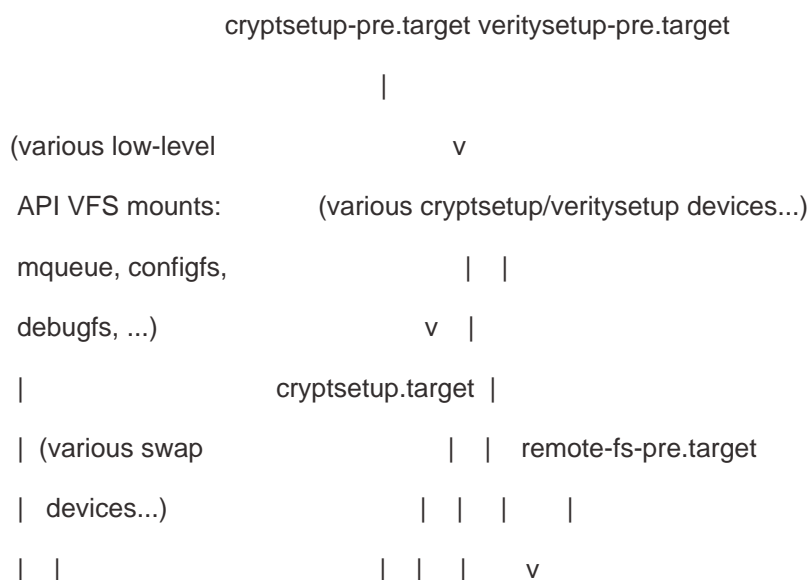 cryptsetup-pre.target veritysetup-pre.target
|
(various low-level v
API VFS mounts: (various cryptsetup/veritysetup devices...)
mqueue, configfs, | |
debugfs, ...) v |
| cryptsetup.target |
| (various swap | | remote-fs-pre.target
| devices...) | | | |
| | | | | v